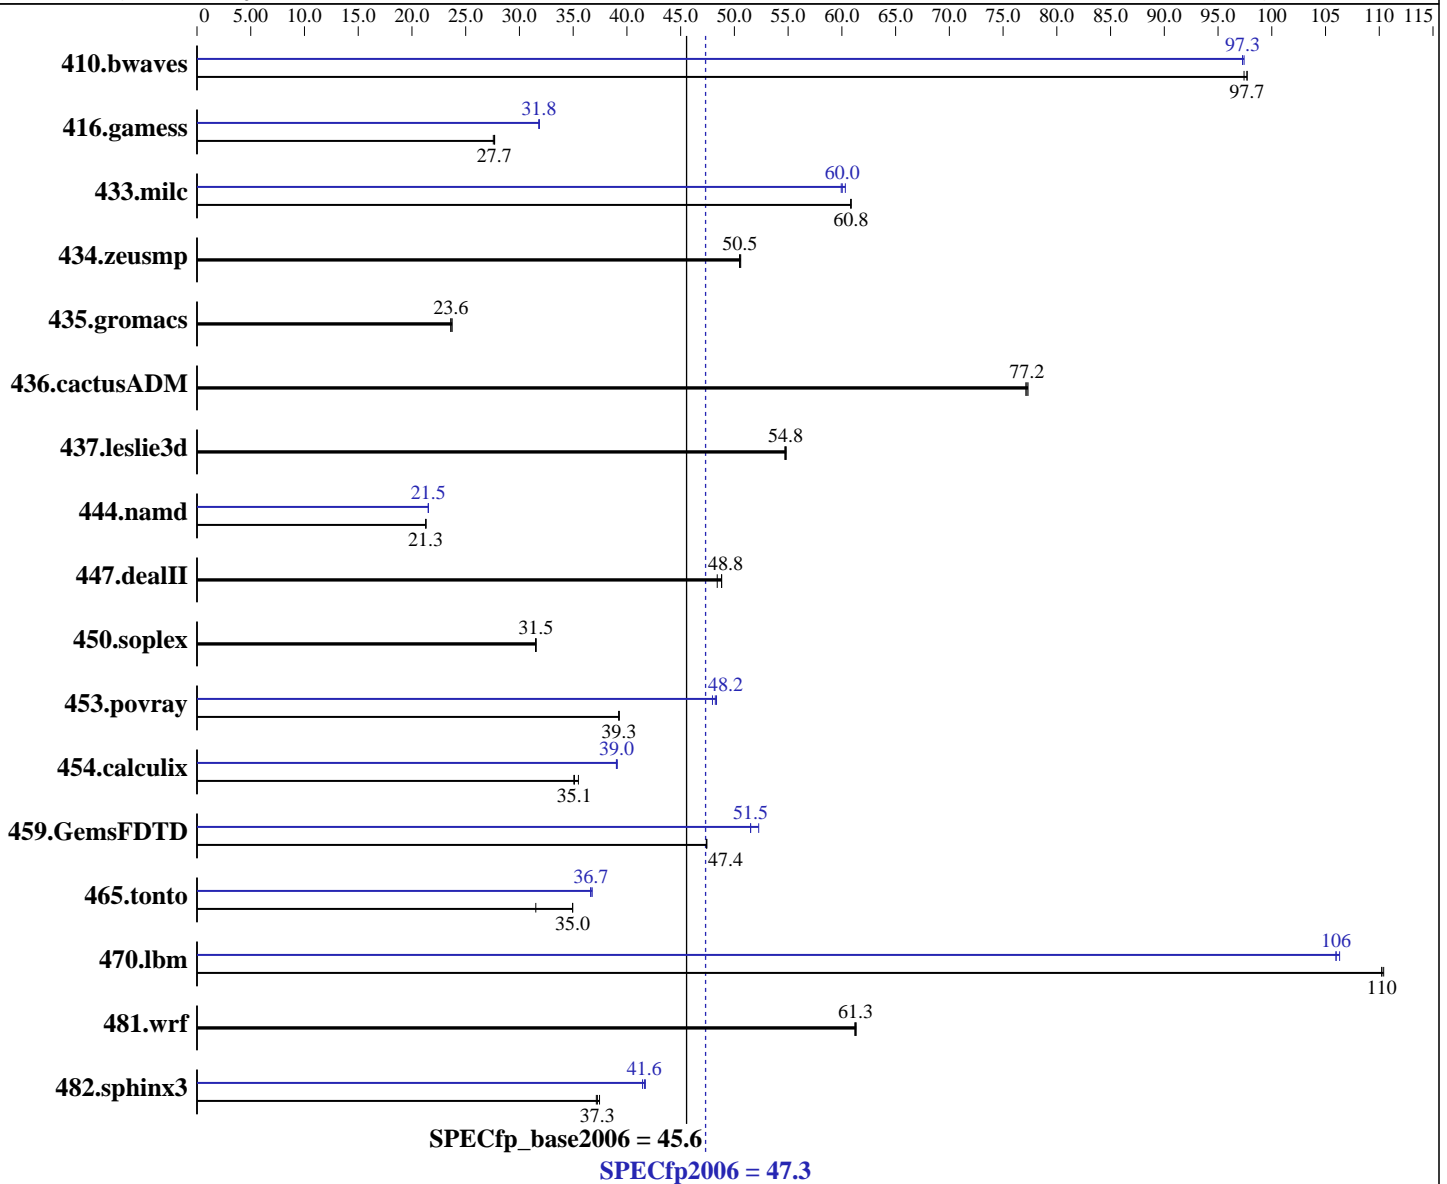 0 5.00 10.0 15.0 20.0 25.0 30.0 35.0 40.0 45.0 50.0 55.0 60.0 65.0 70.0 75.0 80.0 85.0 90.0 95.0 100 105 110 115
97.3
410.bwaves
97.7
31.8
416.gamess
27.7
60.0
433.milc
60.8
50.5
434.zeusmp
23.6
435.gromacs
77.2
436.cactusADM
54.8
437.leslie3d
21.5
444.namd
21.3
48.8
447.dealII
31.5
450.soplex
48.2
453.povray
39.3
39.0
454.calculix
35.1
51.5
459.GemsFDTD
47.4
36.7
465.tonto
35.0
106
470.lbm
110
61.3
481.wrf
41.6
482.sphinx3
37.3
SPECfp_base2006 = 45.6
SPECfp2006 = 47.3